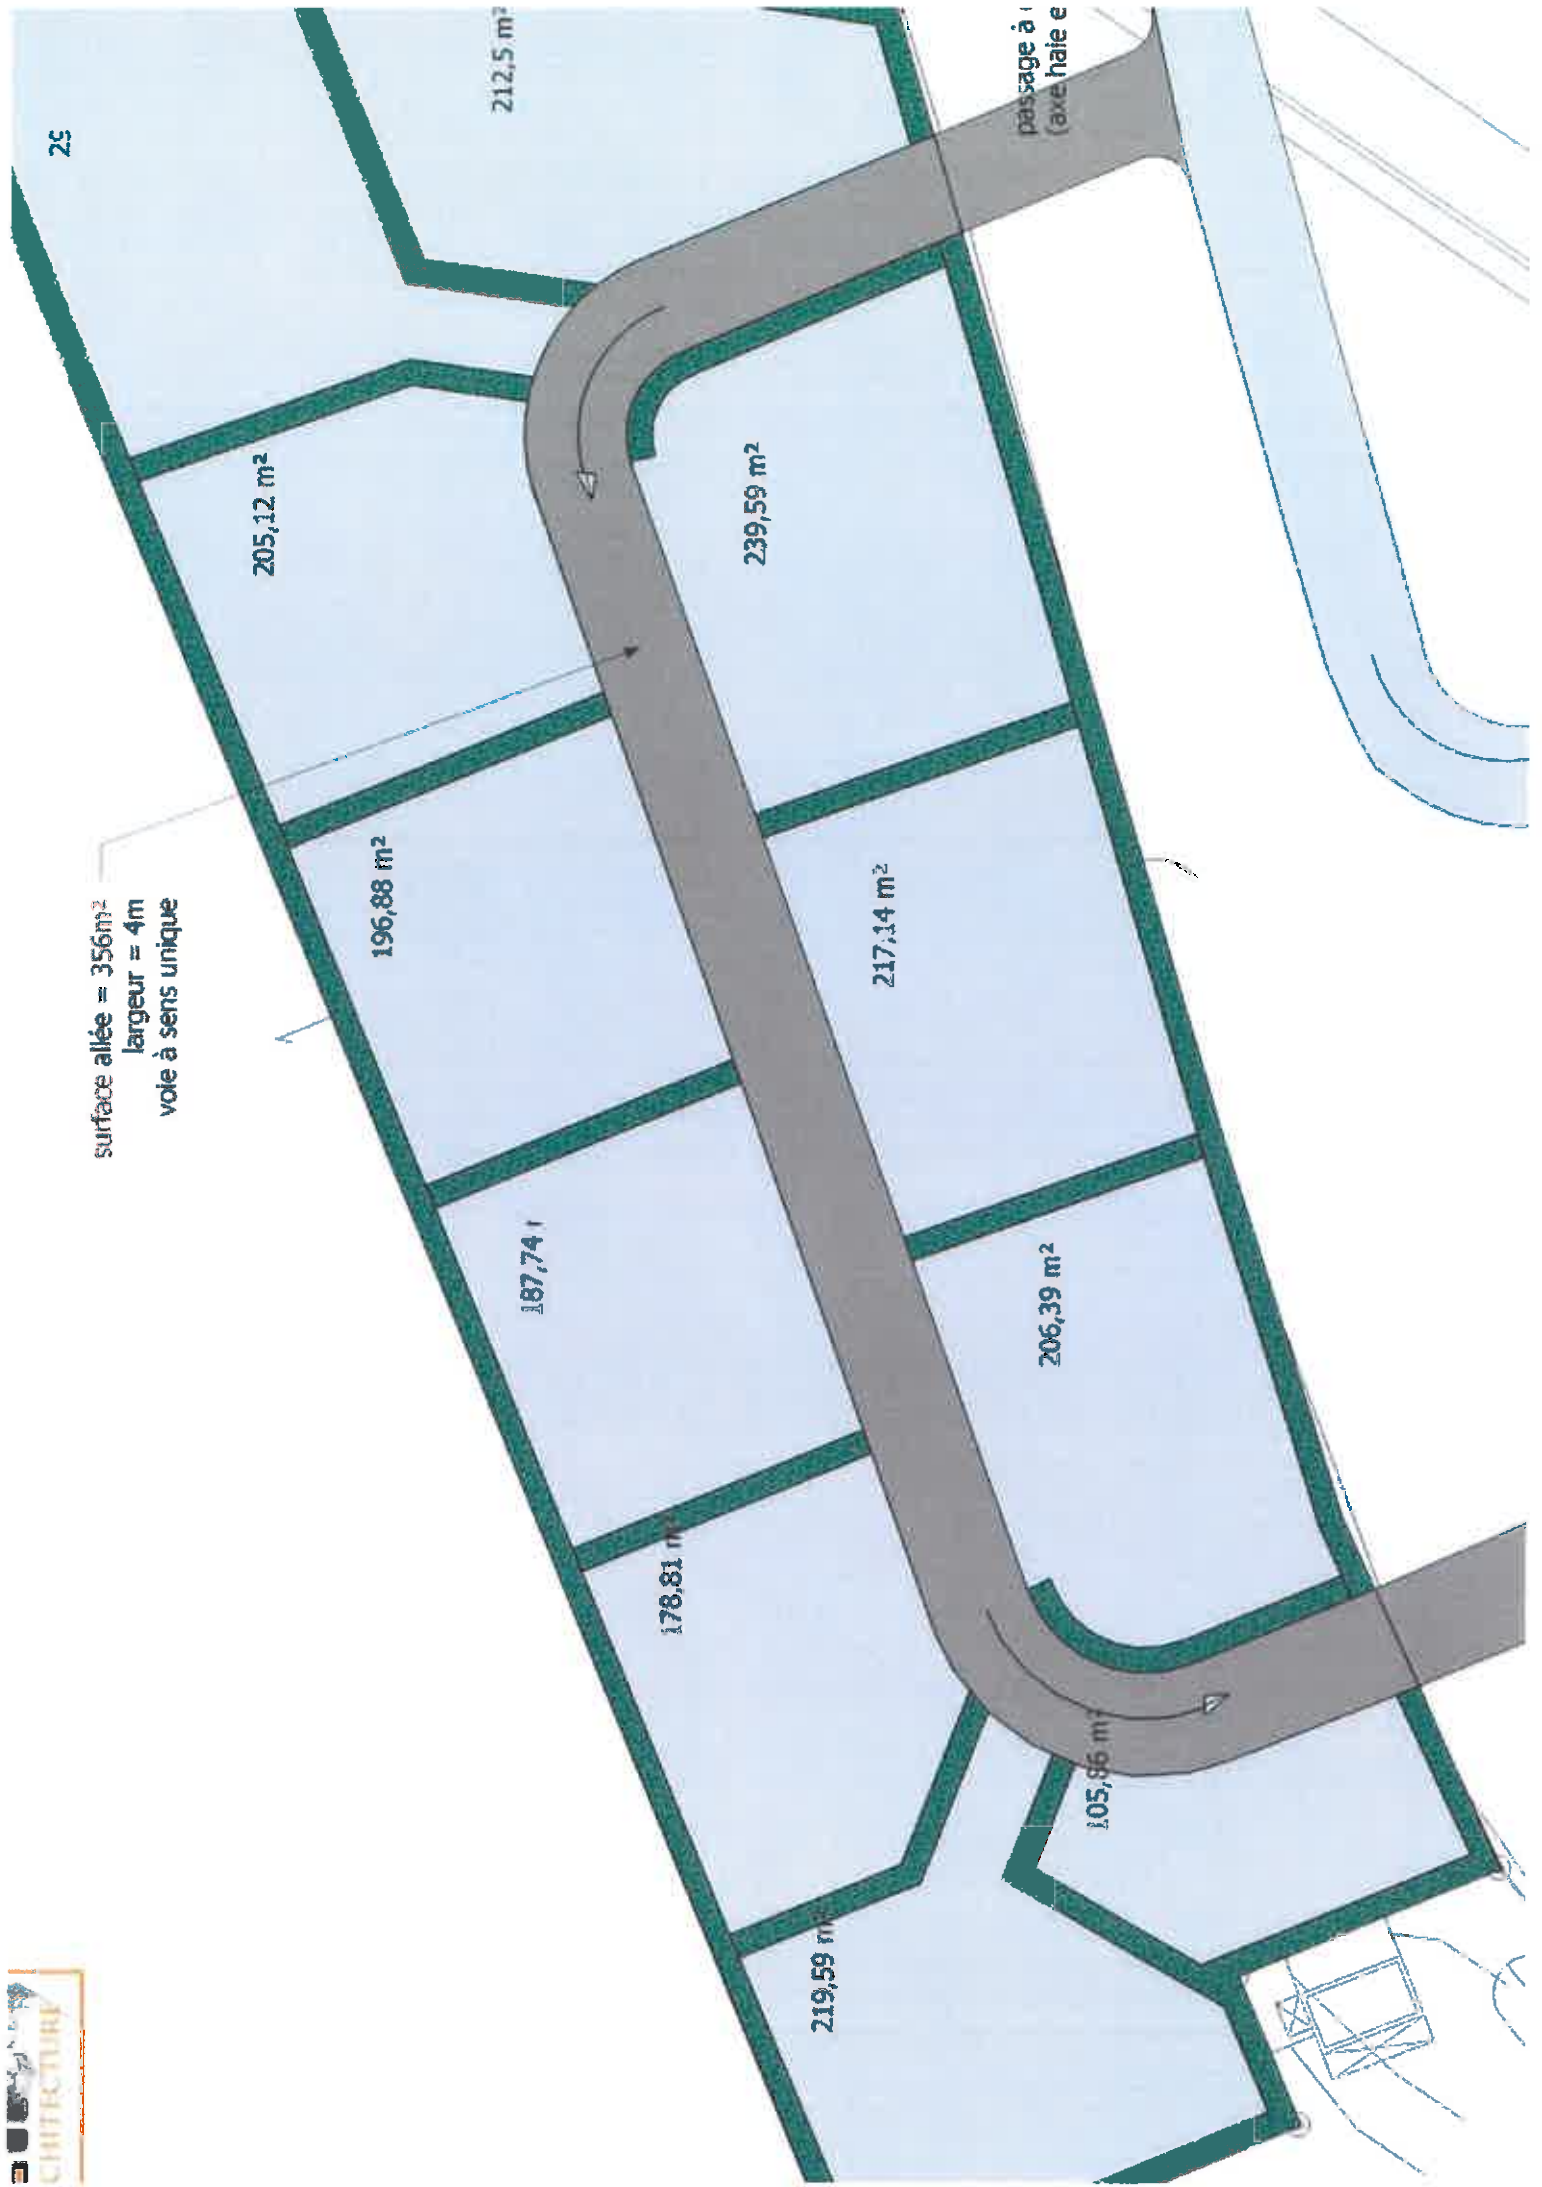 surface allée = 356m²
largeur = 4m
voie à sens unique
29
212,5 m²
205,12 m²
196,88 m²
187,74
178,81 m²
219,59 m²
239,59 m²
217,14 m²
206,39 m²
105,86 m²
passage à
(axe haie e
CHITECTURE